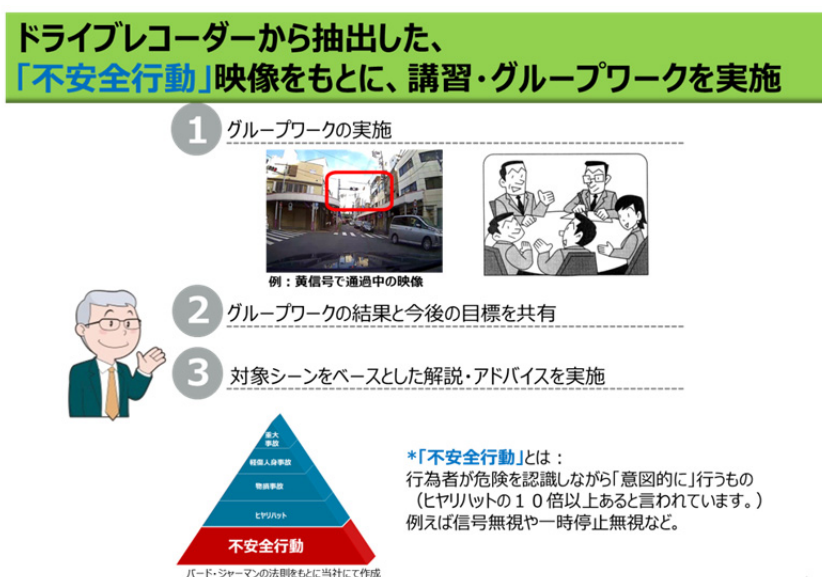 ドライブレコーダーから抽出した、
「不安全行動」映像をもとに、講習・グループワークを実施
1 グループワークの実施
例：黄信号で通過中の映像
2 グループワークの結果と今後の目標を共有
3 対象シーンをベースとした解説・アドバイスを実施
重大
事故
軽傷人身事故
物損事故
ヒヤリハット
不安全行動
バード・ジャーマンの法則をもとに当社にて作成
*「不安全行動」とは：
行為者が危険を認識しながら「意図的に」行うもの
（ヒヤリハットの１０倍以上あると言われています。）
例えば信号無視や一時停止無視など。